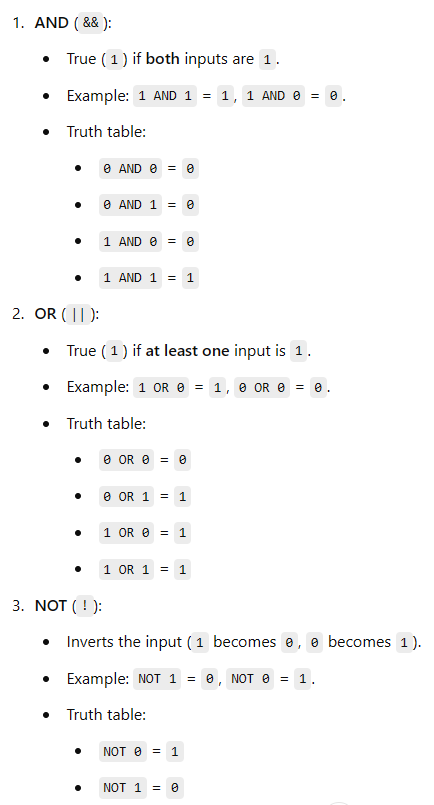 1. AND (&&):
• True (1) if both inputs are 1.
• Example: 1 AND 1 = 1, 1 AND 0 = 0.
• Truth table:
• 0 AND 0 = 0
• 0 AND 1 = 0
• 1 AND 0 = 0
• 1 AND 1 = 1
2. OR (||):
• True (1) if at least one input is 1.
• Example: 1 OR 0 = 1, 0 OR 0 = 0.
• Truth table:
• 0 OR 0 = 0
• 0 OR 1 = 1
• 1 OR 0 = 1
• 1 OR 1 = 1
3. NOT (!):
• Inverts the input (1 becomes 0, 0 becomes 1).
• Example: NOT 1 = 0, NOT 0 = 1.
• Truth table:
• NOT 0 = 1
• NOT 1 = 0